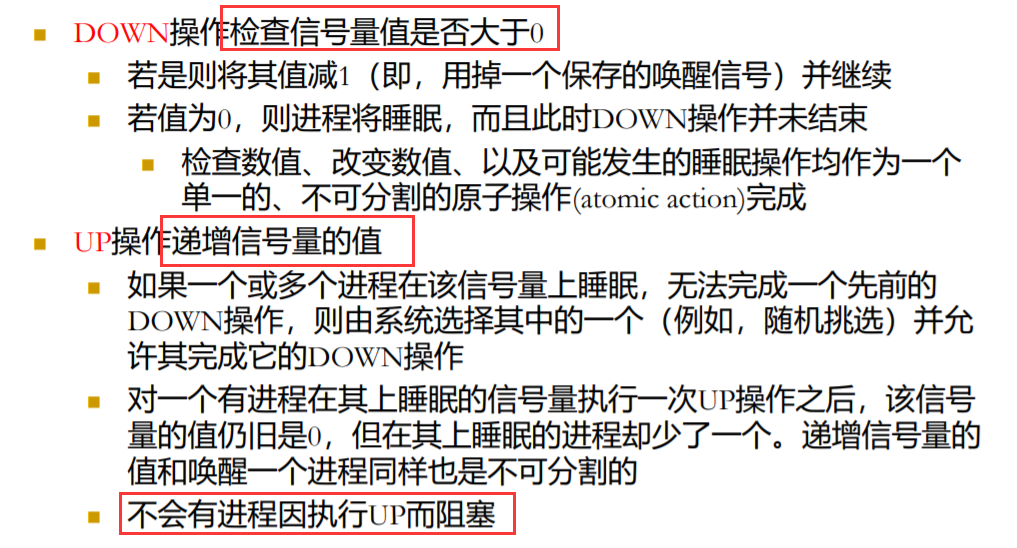 DOWN操作检查信号量值是否大于0
若是则将其值减1（即，用掉一个保存的唤醒信号）并继续
若值为0，则进程将睡眠，而且此时DOWN操作并未结束
检查数值、改变数值、以及可能发生的睡眠操作均作为一个
单一的、不可分割的原子操作(atomic action)完成
UP操作递增信号量的值
如果一个或多个进程在该信号量上睡眠，无法完成一个先前的
DOWN操作，则由系统选择其中的一个（例如，随机挑选）并允
许其完成它的DOWN操作
对一个有进程在其上睡眠的信号量执行一次UP操作之后，该信号
量的值仍旧是0，但在其上睡眠的进程却少了一个。递增信号量的
值和唤醒一个进程同样也是不可分割的
不会有进程因执行UP而阻塞